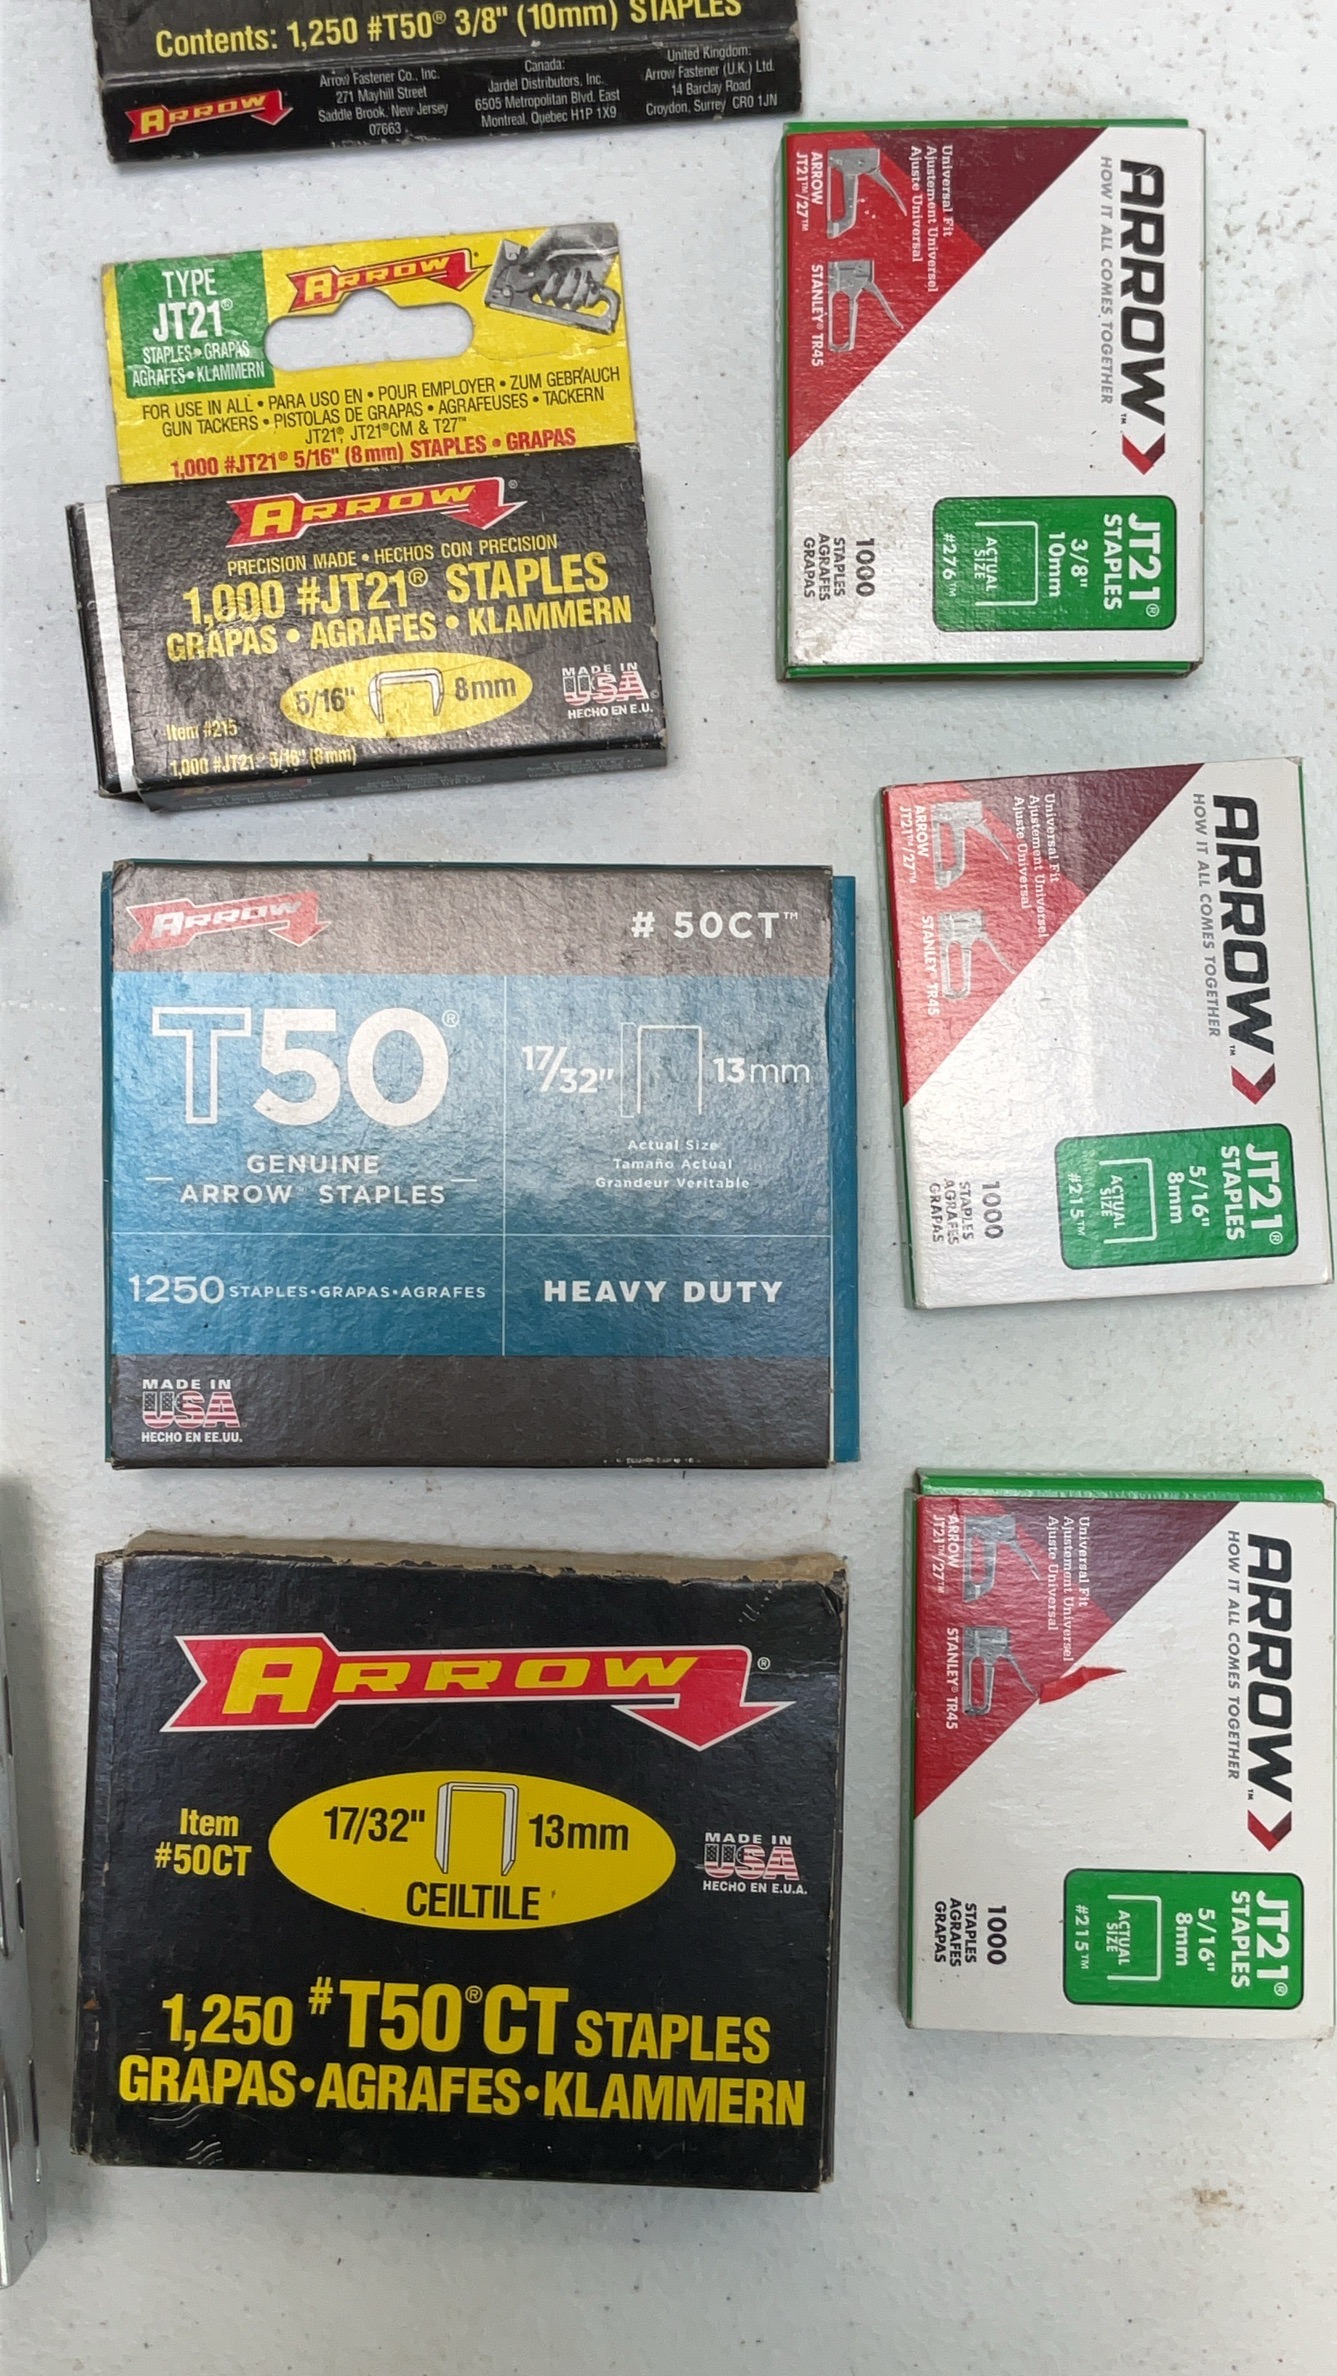 Contents: 1,250 #T50® 3/8" (10mm) STAPLES
ARROW
Arrow Fastener Co., Inc.
271 Mayhill Street
Saddle Brook, New Jersey
07663
Canada:
Jardel Distributors, Inc.
6505 Metropolitan Blvd. East
Montreal, Quebec H1P 1X9
United Kingdom:
Arrow Fastener (U.K.) Ltd.
14 Barclay Road
Croydon, Surrey CR0 1JN
TYPE
JT21®
STAPLES•GRAPAS
AGRAFES•KLAMMERN
ARROW
FOR USE IN ALL • PARA USO EN • POUR EMPLOYER • ZUM GEBRAUCH
GUN TACKERS • PISTOLAS DE GRAPAS • AGRAFEUSES • TACKERN
JT21®, JT21®CM & T27™
1,000 #JT21® 5/16" (8mm) STAPLES • GRAPAS
ARROW®
PRECISION MADE • HECHOS CON PRECISION
1,000 #JT21® STAPLES
GRAPAS • AGRAFES • KLAMMERN
5/16" 8mm
MADE IN
USA
HECHO EN E.U.
Item #215
1,000 #JT21® 5/16" (8mm)
ARROW
# 50CT™
T50®
GENUINE
ARROW™ STAPLES
17/32" 13mm
Actual Size
Tamaño Actual
Grandeur Veritable
1250 STAPLES•GRAPAS•AGRAFES
HEAVY DUTY
MADE IN
USA
HECHO EN EE.UU.
ARROW®
Item
#50CT
17/32" 13mm
CEILTILE
MADE IN
USA
HECHO EN E.U.A.
1,250 #T50®CT STAPLES
GRAPAS•AGRAFES•KLAMMERN
ARROW™
HOW IT ALL COMES TOGETHER
Universal Fit
Ajustement Universel
Ajuste Universal
ARROW
JT21™/27™
STANLEY® TR45
JT21®
STAPLES
3/8"
10mm
ACTUAL
SIZE
#276™
1000
STAPLES
AGRAFES
GRAPAS
ARROW™
HOW IT ALL COMES TOGETHER
Universal Fit
Ajustement Universel
Ajuste Universal
ARROW
JT21™/27™
STANLEY® TR45
JT21®
STAPLES
5/16"
8mm
ACTUAL
SIZE
#215™
1000
STAPLES
AGRAFES
GRAPAS
ARROW™
HOW IT ALL COMES TOGETHER
Universal Fit
Ajustement Universel
Ajuste Universal
ARROW
JT21™/27™
STANLEY® TR45
JT21®
STAPLES
5/16"
8mm
ACTUAL
SIZE
#215™
1000
STAPLES
AGRAFES
GRAPAS